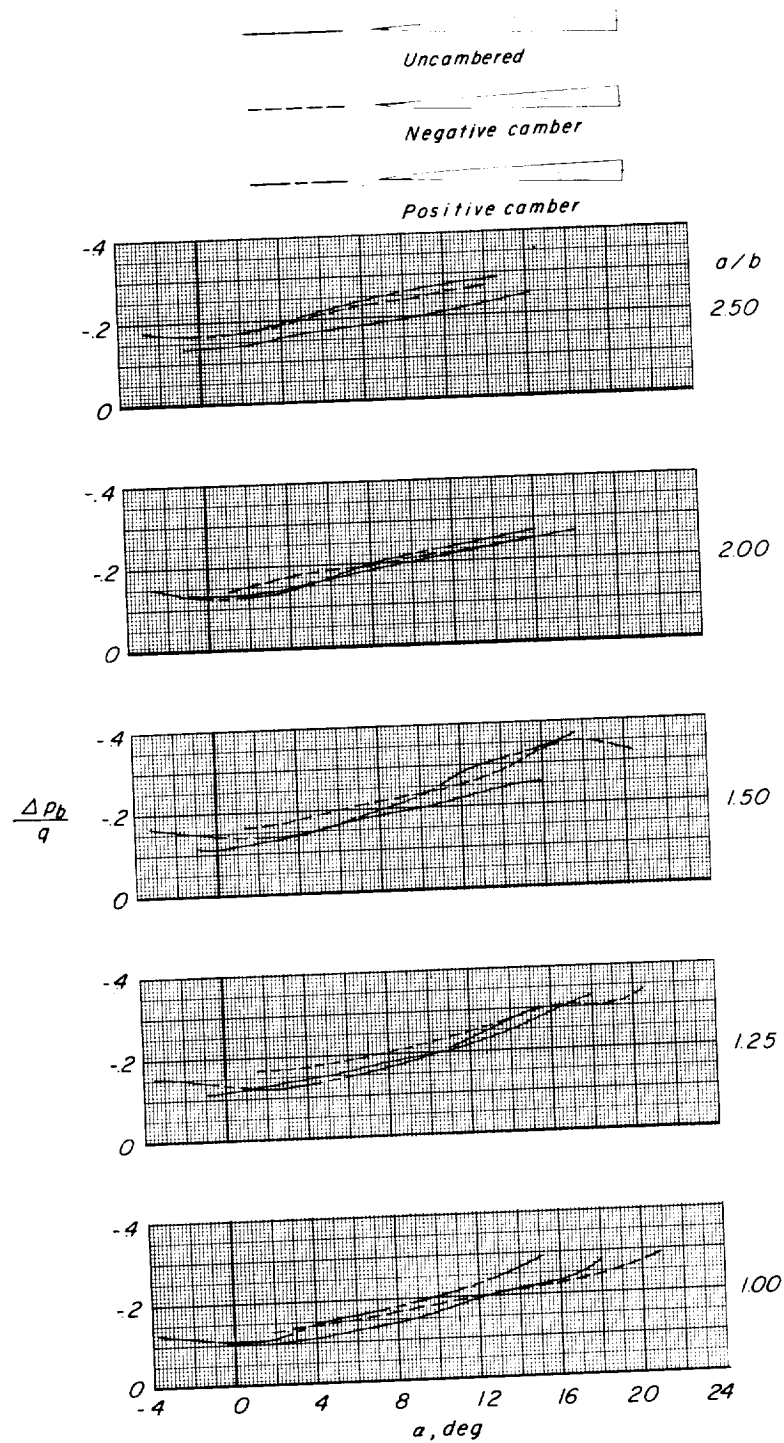 Uncambered
Negative camber
Positive camber
a/b
-.4
-.2
0
2.50
-.4
-.2
0
2.00
-.4
-.2
0
Δp_b/q
1.50
-.4
-.2
0
1.25
-.4
-.2
0
1.00
-4 0 4 8 12 16 20 24
α, deg